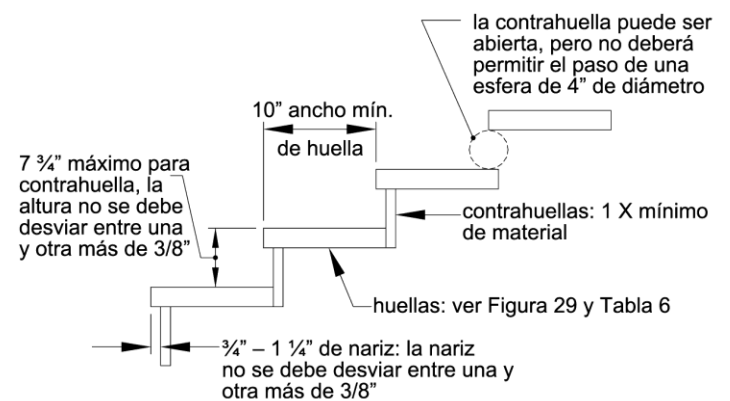 la contrahuella puede ser
abierta, pero no deberá
permitir el paso de una
esfera de 4” de diámetro
10” ancho mín.
de huella
7 ¾” máximo para
contrahuella, la
altura no se debe
desviar entre una
y otra más de 3/8”
contrahuellas: 1 X mínimo
de material
huellas: ver Figura 29 y Tabla 6
¾” – 1 ¼” de nariz: la nariz
no se debe desviar entre una y
otra más de 3/8”